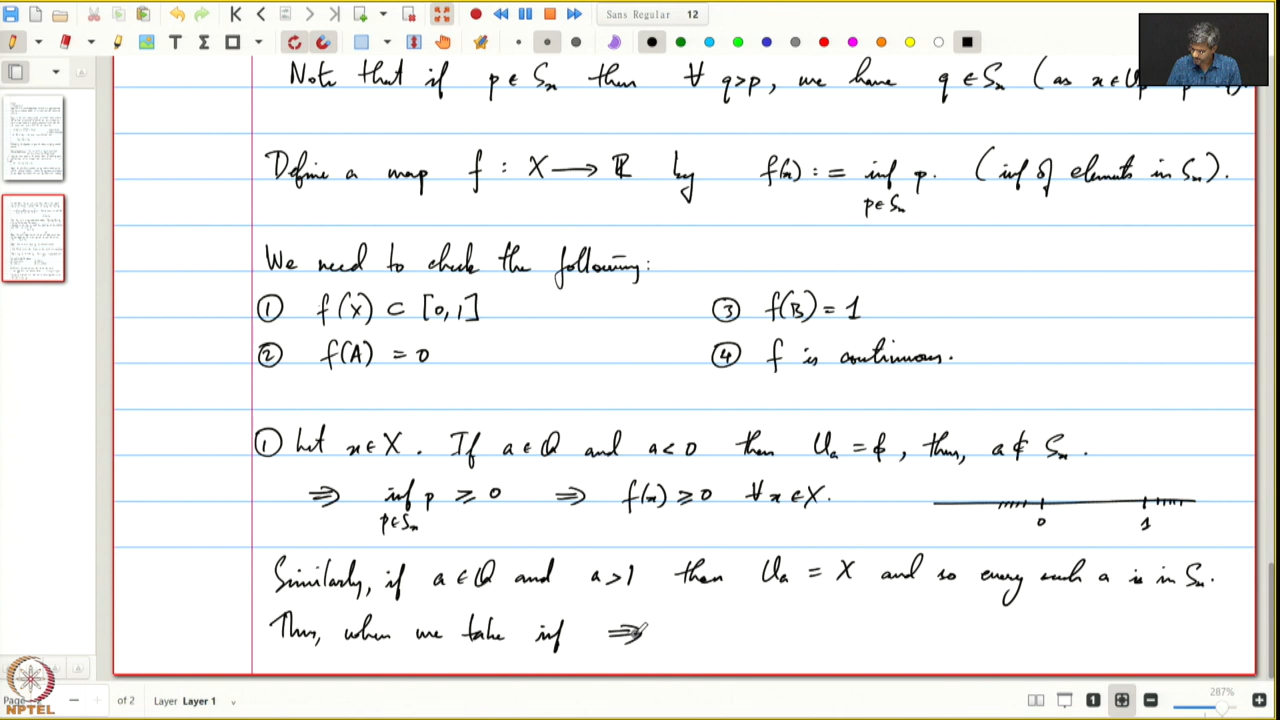 Sans Regular 12
Note that if p ∈ Sx then ∀ q>p, we have q ∈ Sx (as x ∈ Up
Define a map f : X → ℝ by f(x) := inf p. (inf of elements in Sx).
p∈Sx
We need to check the following:
① f(X) ⊂ [0,1] ③ f(B) = 1
② f(A) = 0 ④ f is continuous.
① Let x∈X. If a∈Q and a<0 then Ua = ϕ, thus, a ∉ Sx.
⇒ inf p ≥ 0 ⇒ f(x) ≥ 0 ∀ x∈X.
p∈Sx
0 1
Similarly, if a∈Q and a>1 then Ua = X and so every such a is in Sx.
Thus, when we take inf ⇒
NPTEL
Page
of 2 Layer Layer 1
1
287%